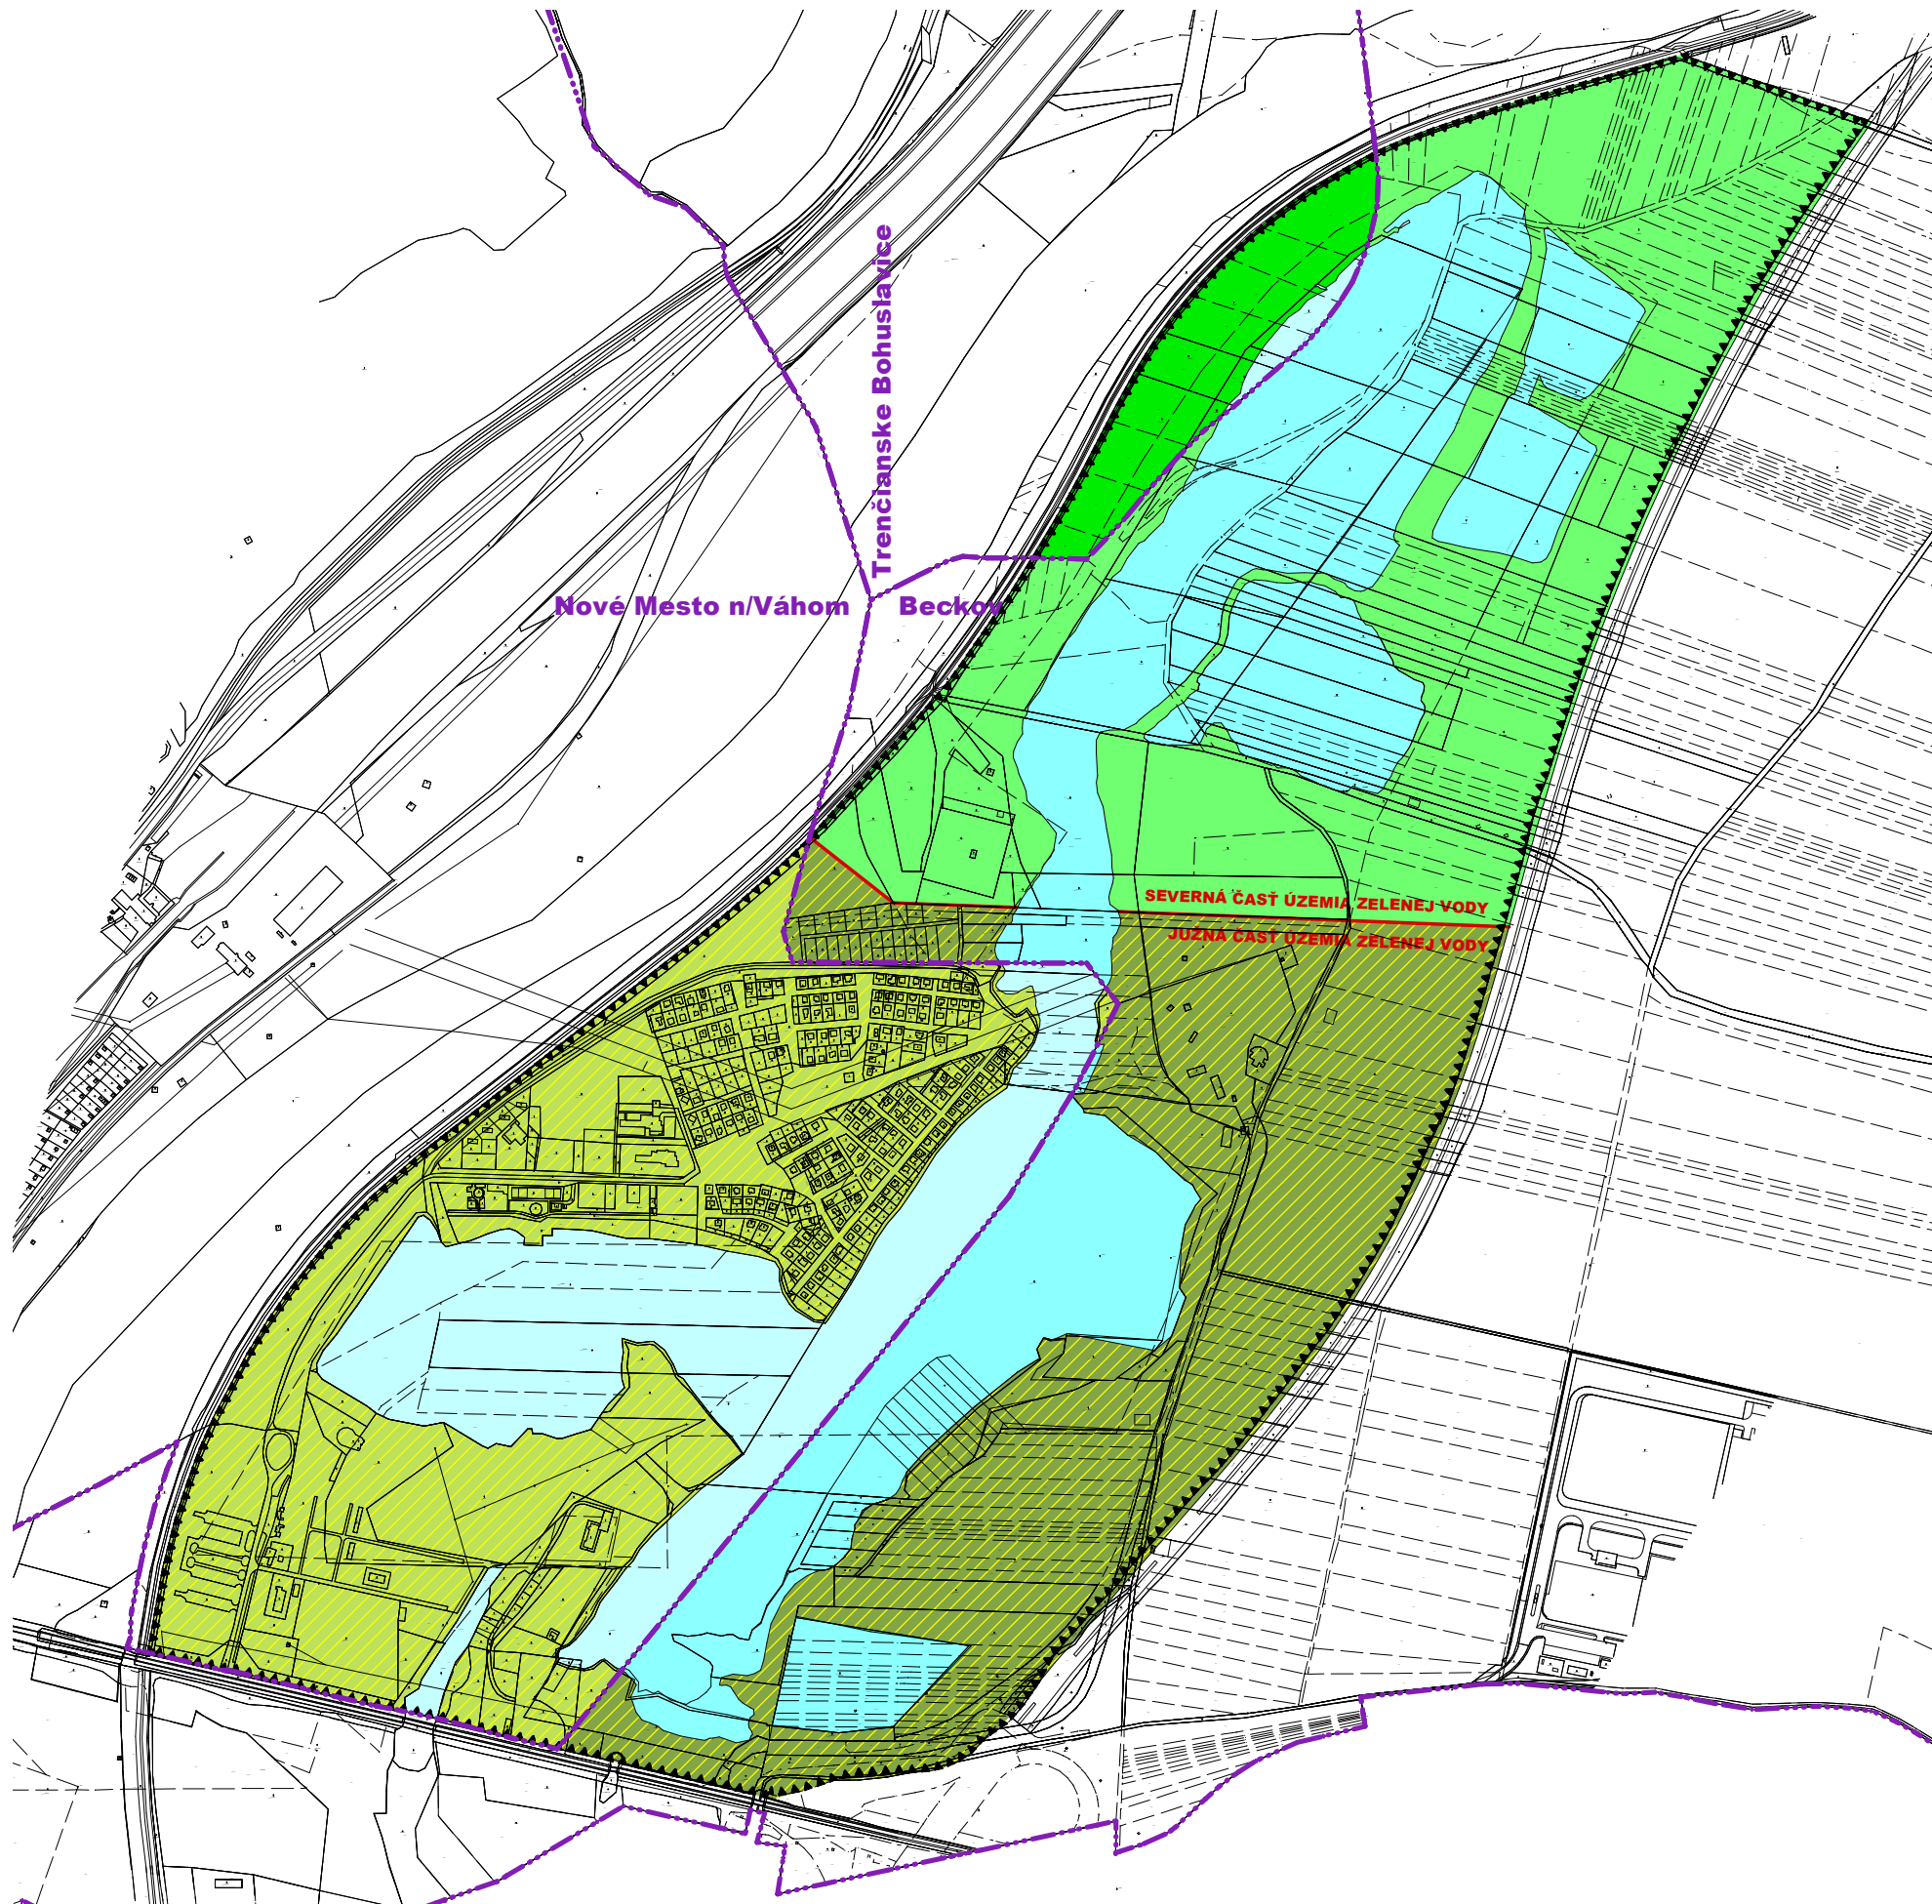 Trenčianske Bohuslavice
Nové Mesto n/Váhom
Beckov
SEVERNÁ ČASŤ ÚZEMIA ZELENEJ VODY
JUŽNÁ ČASŤ ÚZEMIA ZELENEJ VODY